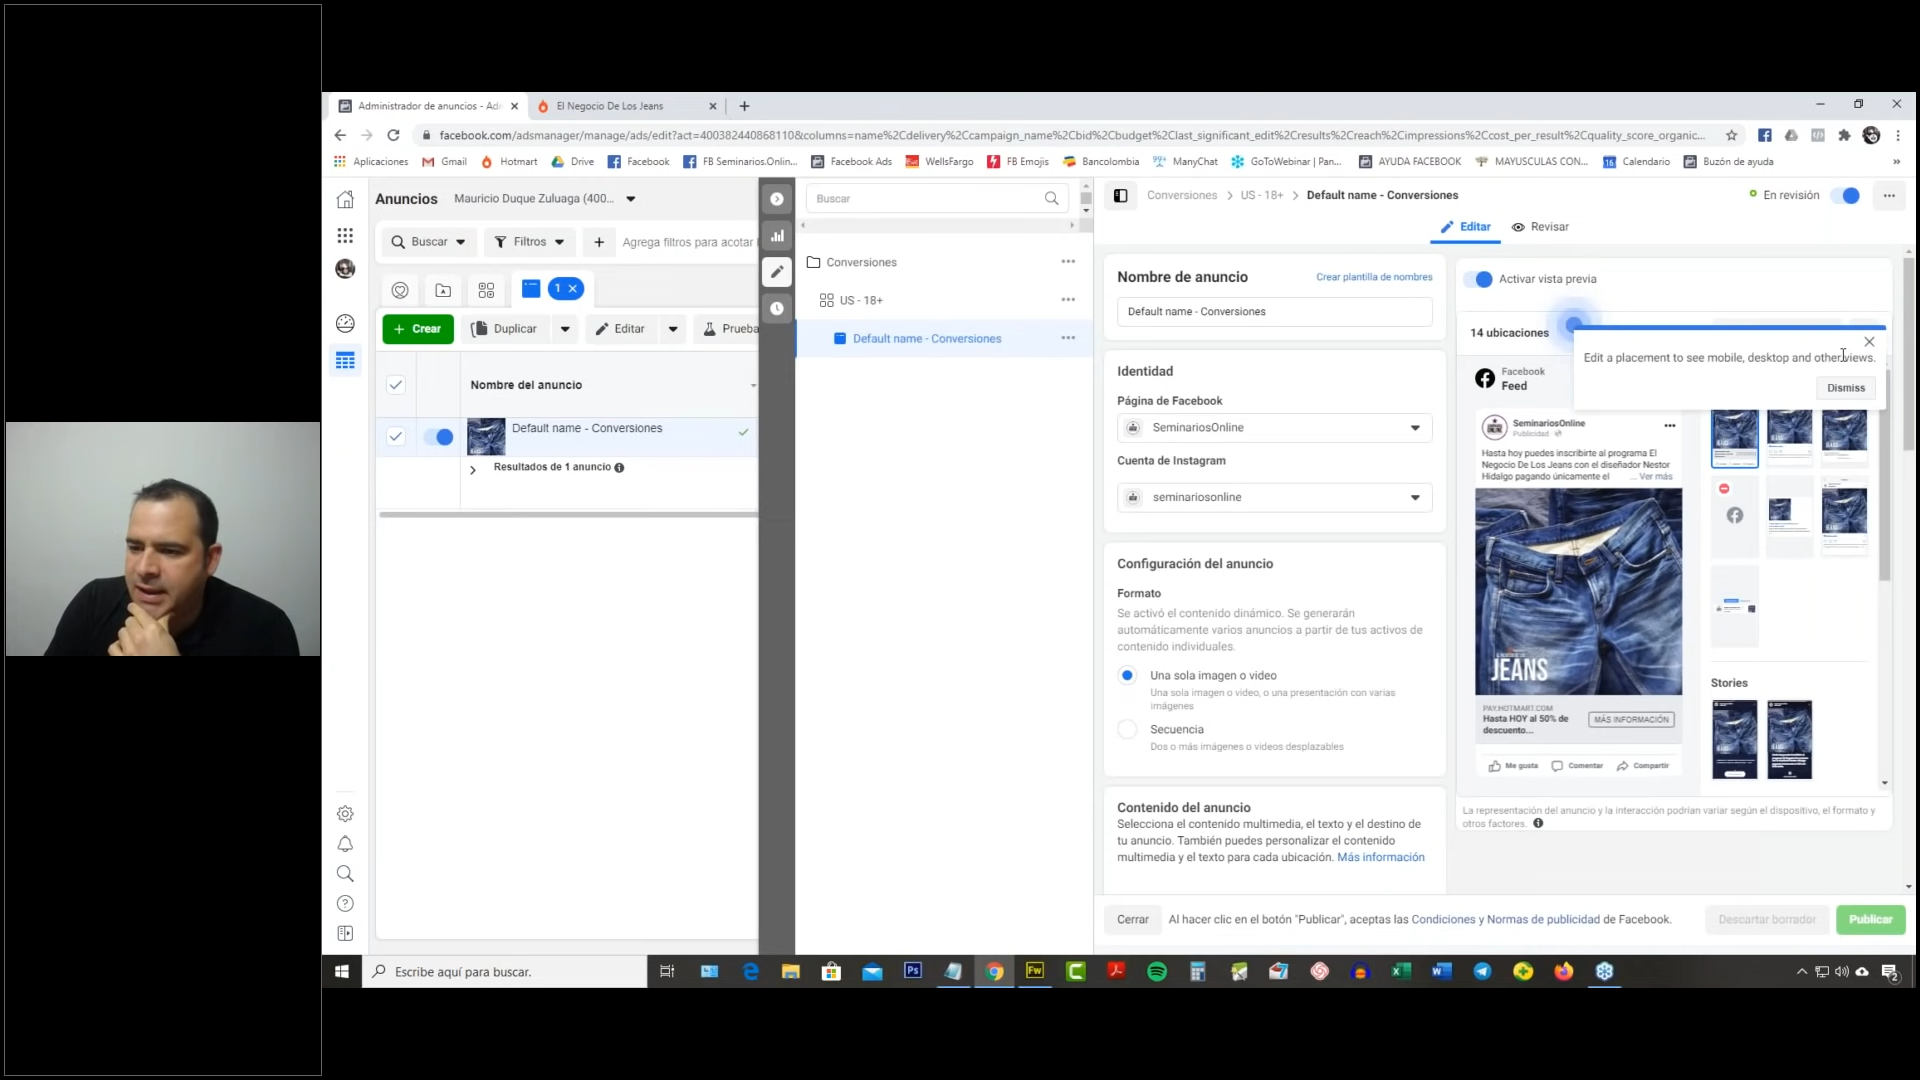 Administrador de anuncios - Ad
El Negocio De Los Jeans
facebook.com/adsmanager/manage/ads/edit?act=400382440868110&columns=name%2Cdelivery%2Ccampaign_name%2Cbid%2Cbudget%2Clast_significant_edit%2Cresults%2Creach%2Cimpressions%2Ccost_per_result%2Cquality_score_organic...
Aplicaciones
Gmail
Hotmart
Drive
Facebook
FB Seminarios.Onlin...
Facebook Ads
WellsFargo
FB Emojis
Bancolombia
ManyChat
GoToWebinar | Pan...
AYUDA FACEBOOK
MAYUSCULAS CON...
Calendario
Buzón de ayuda
Anuncios
Mauricio Duque Zuluaga (400...
Buscar
Filtros
Agrega filtros para acotar
1
Crear
Duplicar
Editar
Prueba
Nombre del anuncio
Default name - Conversiones
Resultados de 1 anuncio
Buscar
Conversiones
US - 18+
Default name - Conversiones
Conversiones > US - 18+ > Default name - Conversiones
En revisión
Editar
Revisar
Nombre de anuncio
Crear plantilla de nombres
Default name - Conversiones
Identidad
Página de Facebook
SeminariosOnline
Cuenta de Instagram
seminariosonline
Configuración del anuncio
Formato
Se activó el contenido dinámico. Se generarán
automáticamente varios anuncios a partir de tus activos de
contenido individuales.
Una sola imagen o video
Una sola imagen o video, o una presentación con varias
imágenes
Secuencia
Dos o más imágenes o videos desplazables
Contenido del anuncio
Selecciona el contenido multimedia, el texto y el destino de
tu anuncio. También puedes personalizar el contenido
multimedia y el texto para cada ubicación. Más información
Activar vista previa
14 ubicaciones
Edit a placement to see mobile, desktop and other views.
Dismiss
Facebook
Feed
SeminariosOnline
Publicidad
Hasta hoy puedes inscribirte al programa El
Negocio De Los Jeans con el diseñador Nestor
Hidalgo pagando únicamente el ... Ver más
JEANS
PAY.HOTMART.COM
Hasta HOY al 50% de
descuento...
MÁS INFORMACIÓN
Me gusta
Comentar
Compartir
Stories
La representación del anuncio y la interacción podrían variar según el dispositivo, el formato y
otros factores.
Cerrar
Al hacer clic en el botón "Publicar", aceptas las Condiciones y Normas de publicidad de Facebook.
Descartar borrador
Publicar
Escribe aquí para buscar.